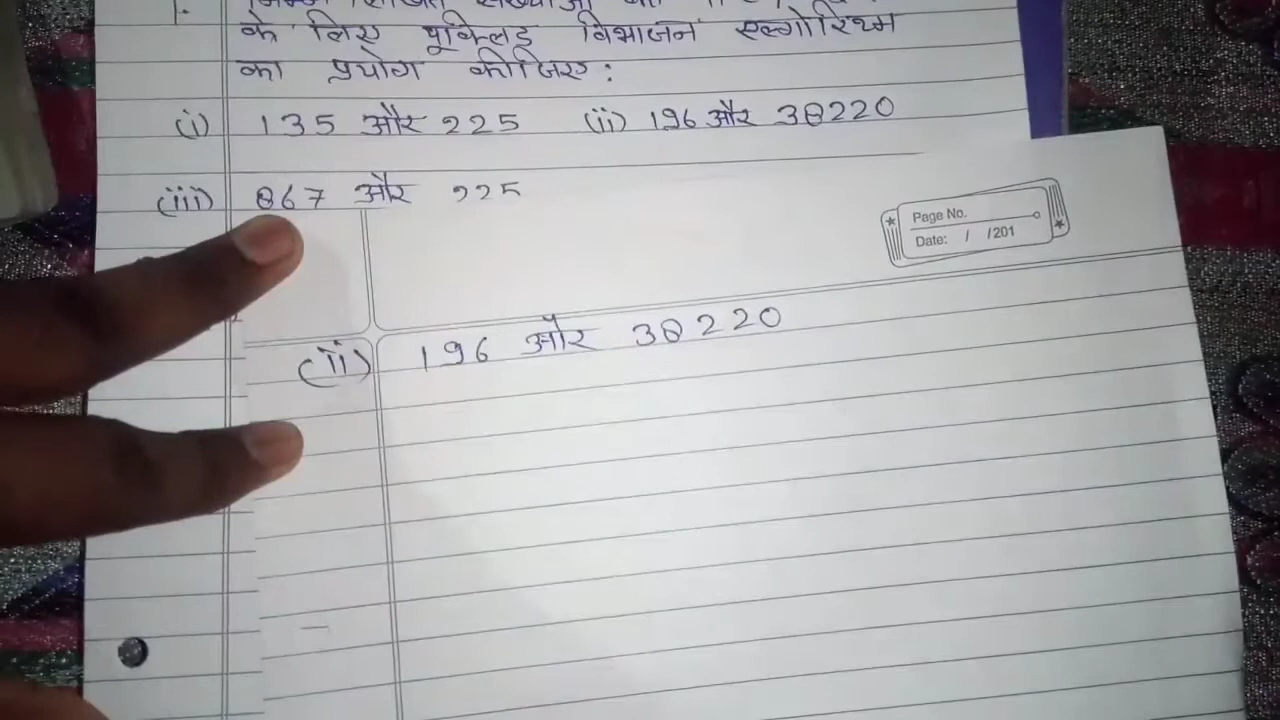 1. निम्न लिखित संख्याओं का
के लिए यूक्लिड विभाजन एल्गोरिथ्म
का प्रयोग कीजिए :
(i) 135 और 225 (ii) 196 और 38220
(iii) 867 और 225
Page No.
Date: / /201
(ii) 196 और 38220